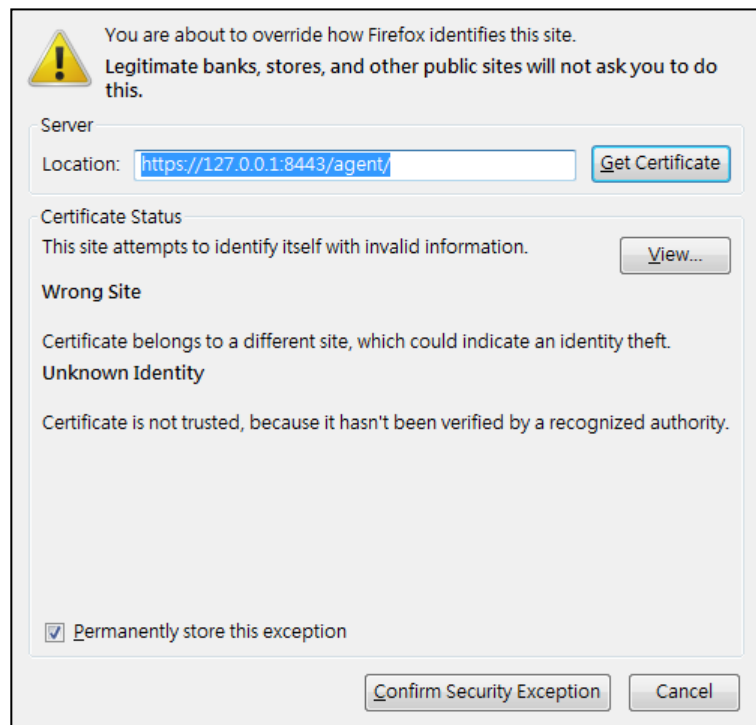 You are about to override how Firefox identifies this site.
Legitimate banks, stores, and other public sites will not ask you to do
this.
Server
Location: https://127.0.0.1:8443/agent/ Get Certificate
Certificate Status
This site attempts to identify itself with invalid information.
View...
Wrong Site
Certificate belongs to a different site, which could indicate an identity theft.
Unknown Identity
Certificate is not trusted, because it hasn't been verified by a recognized authority.
Permanently store this exception
Confirm Security Exception Cancel